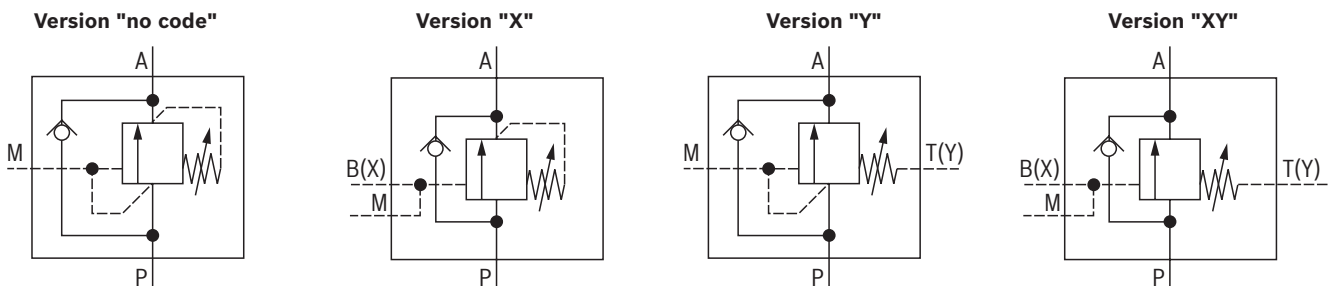 Version "no code"
Version "X"
Version "Y"
Version "XY"
A
A
A
A
M
B(X)
M
M
T(Y)
B(X)
M
T(Y)
P
P
P
P